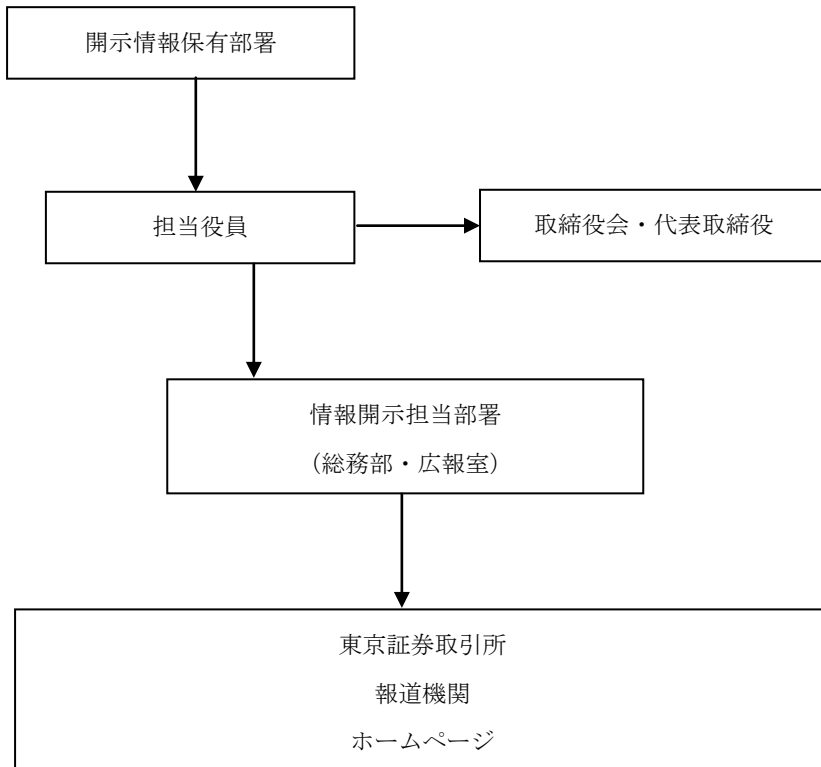 開示情報保有部署
担当役員
取締役会・代表取締役
情報開示担当部署
（総務部・広報室）
東京証券取引所
報道機関
ホームページ